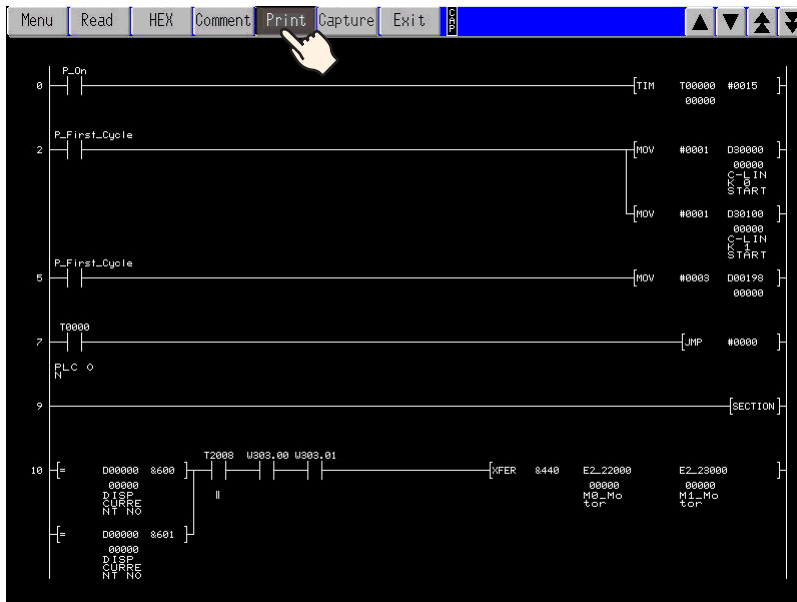 Menu Read HEX Comment Print Capture Exit CAP
P_On
0 [TIM T00000 #0015 ]
00000
P_First_Cycle
2 [MOV #0001 D30000 ]
00000
C-LIN
K 0
START
[MOV #0001 D30100 ]
00000
C-LIN
K 1
START
P_First_Cycle
5 [MOV #0003 D00198 ]
00000
T0000
7 [JMP #0000 ]
PLC O
N
9 [SECTION ]
T2008 W303.00 W303.01
10 [= D00000 &600 ] [XFER &440 E2_22000 E2_23000 ]
00000 00000 00000
DISP M0_Mo M1_Mo
CURRE tor tor
NT NO
[= D00000 &601 ]
00000
DISP
CURRE
NT NO